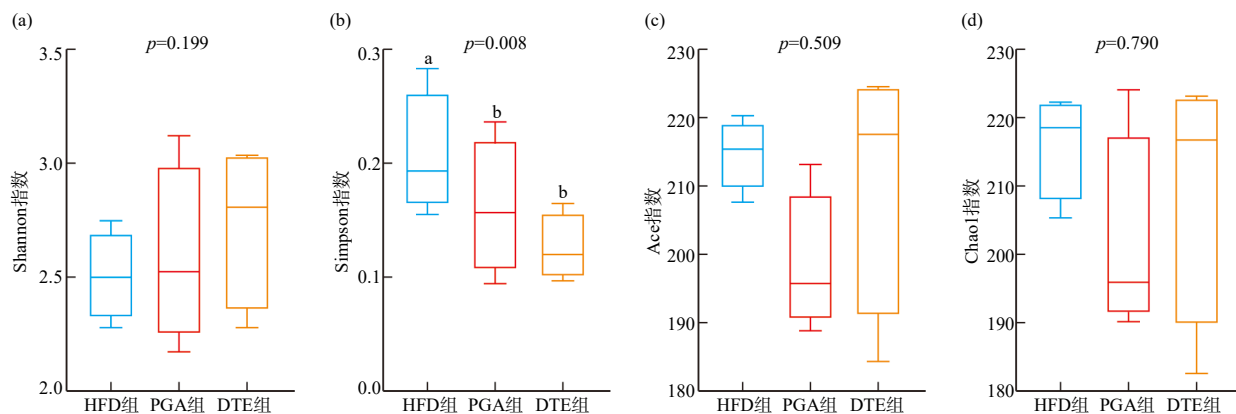 (a)
p=0.199
3.5
3.0
2.5
2.0
Shannon指数
HFD组 PGA组 DTE组
(b)
p=0.008
0.3
0.2
0.1
0.0
Simpson指数
a
b
b
HFD组 PGA组 DTE组
(c)
p=0.509
230
220
210
200
190
180
Ace指数
HFD组 PGA组 DTE组
(d)
p=0.790
230
220
210
200
190
180
Chao1指数
HFD组 PGA组 DTE组